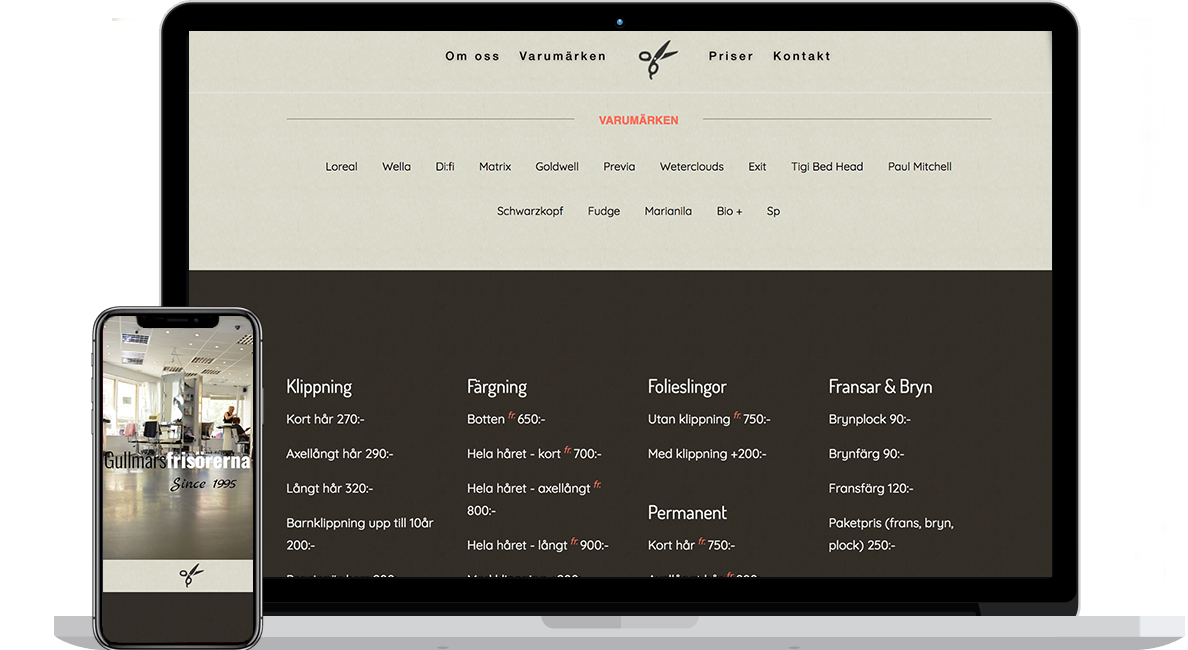 Om oss Varumärken Priser Kontakt
VARUMÄRKEN
Loreal Wella Di:fi Matrix Goldwell Previa Weterclouds Exit Tigi Bed Head Paul Mitchell
Schwarzkopf Fudge Marianila Bio + Sp
Klippning
Kort hår 270:-
Axellångt hår 290:-
Långt hår 320:-
Barnklippning upp till 10år
200:-
Färgning
Botten fr. 650:-
Hela håret - kort fr. 700:-
Hela håret - axellångt fr.
800:-
Hela håret - långt fr. 900:-
Folieslingor
Utan klippning fr. 750:-
Med klippning +200:-
Permanent
Kort hår fr. 750:-
Fransar & Bryn
Brynplock 90:-
Brynfärg 90:-
Fransfärg 120:-
Paketpris (frans, bryn,
plock) 250:-
Gullmarsfrisörerna
Since 1995